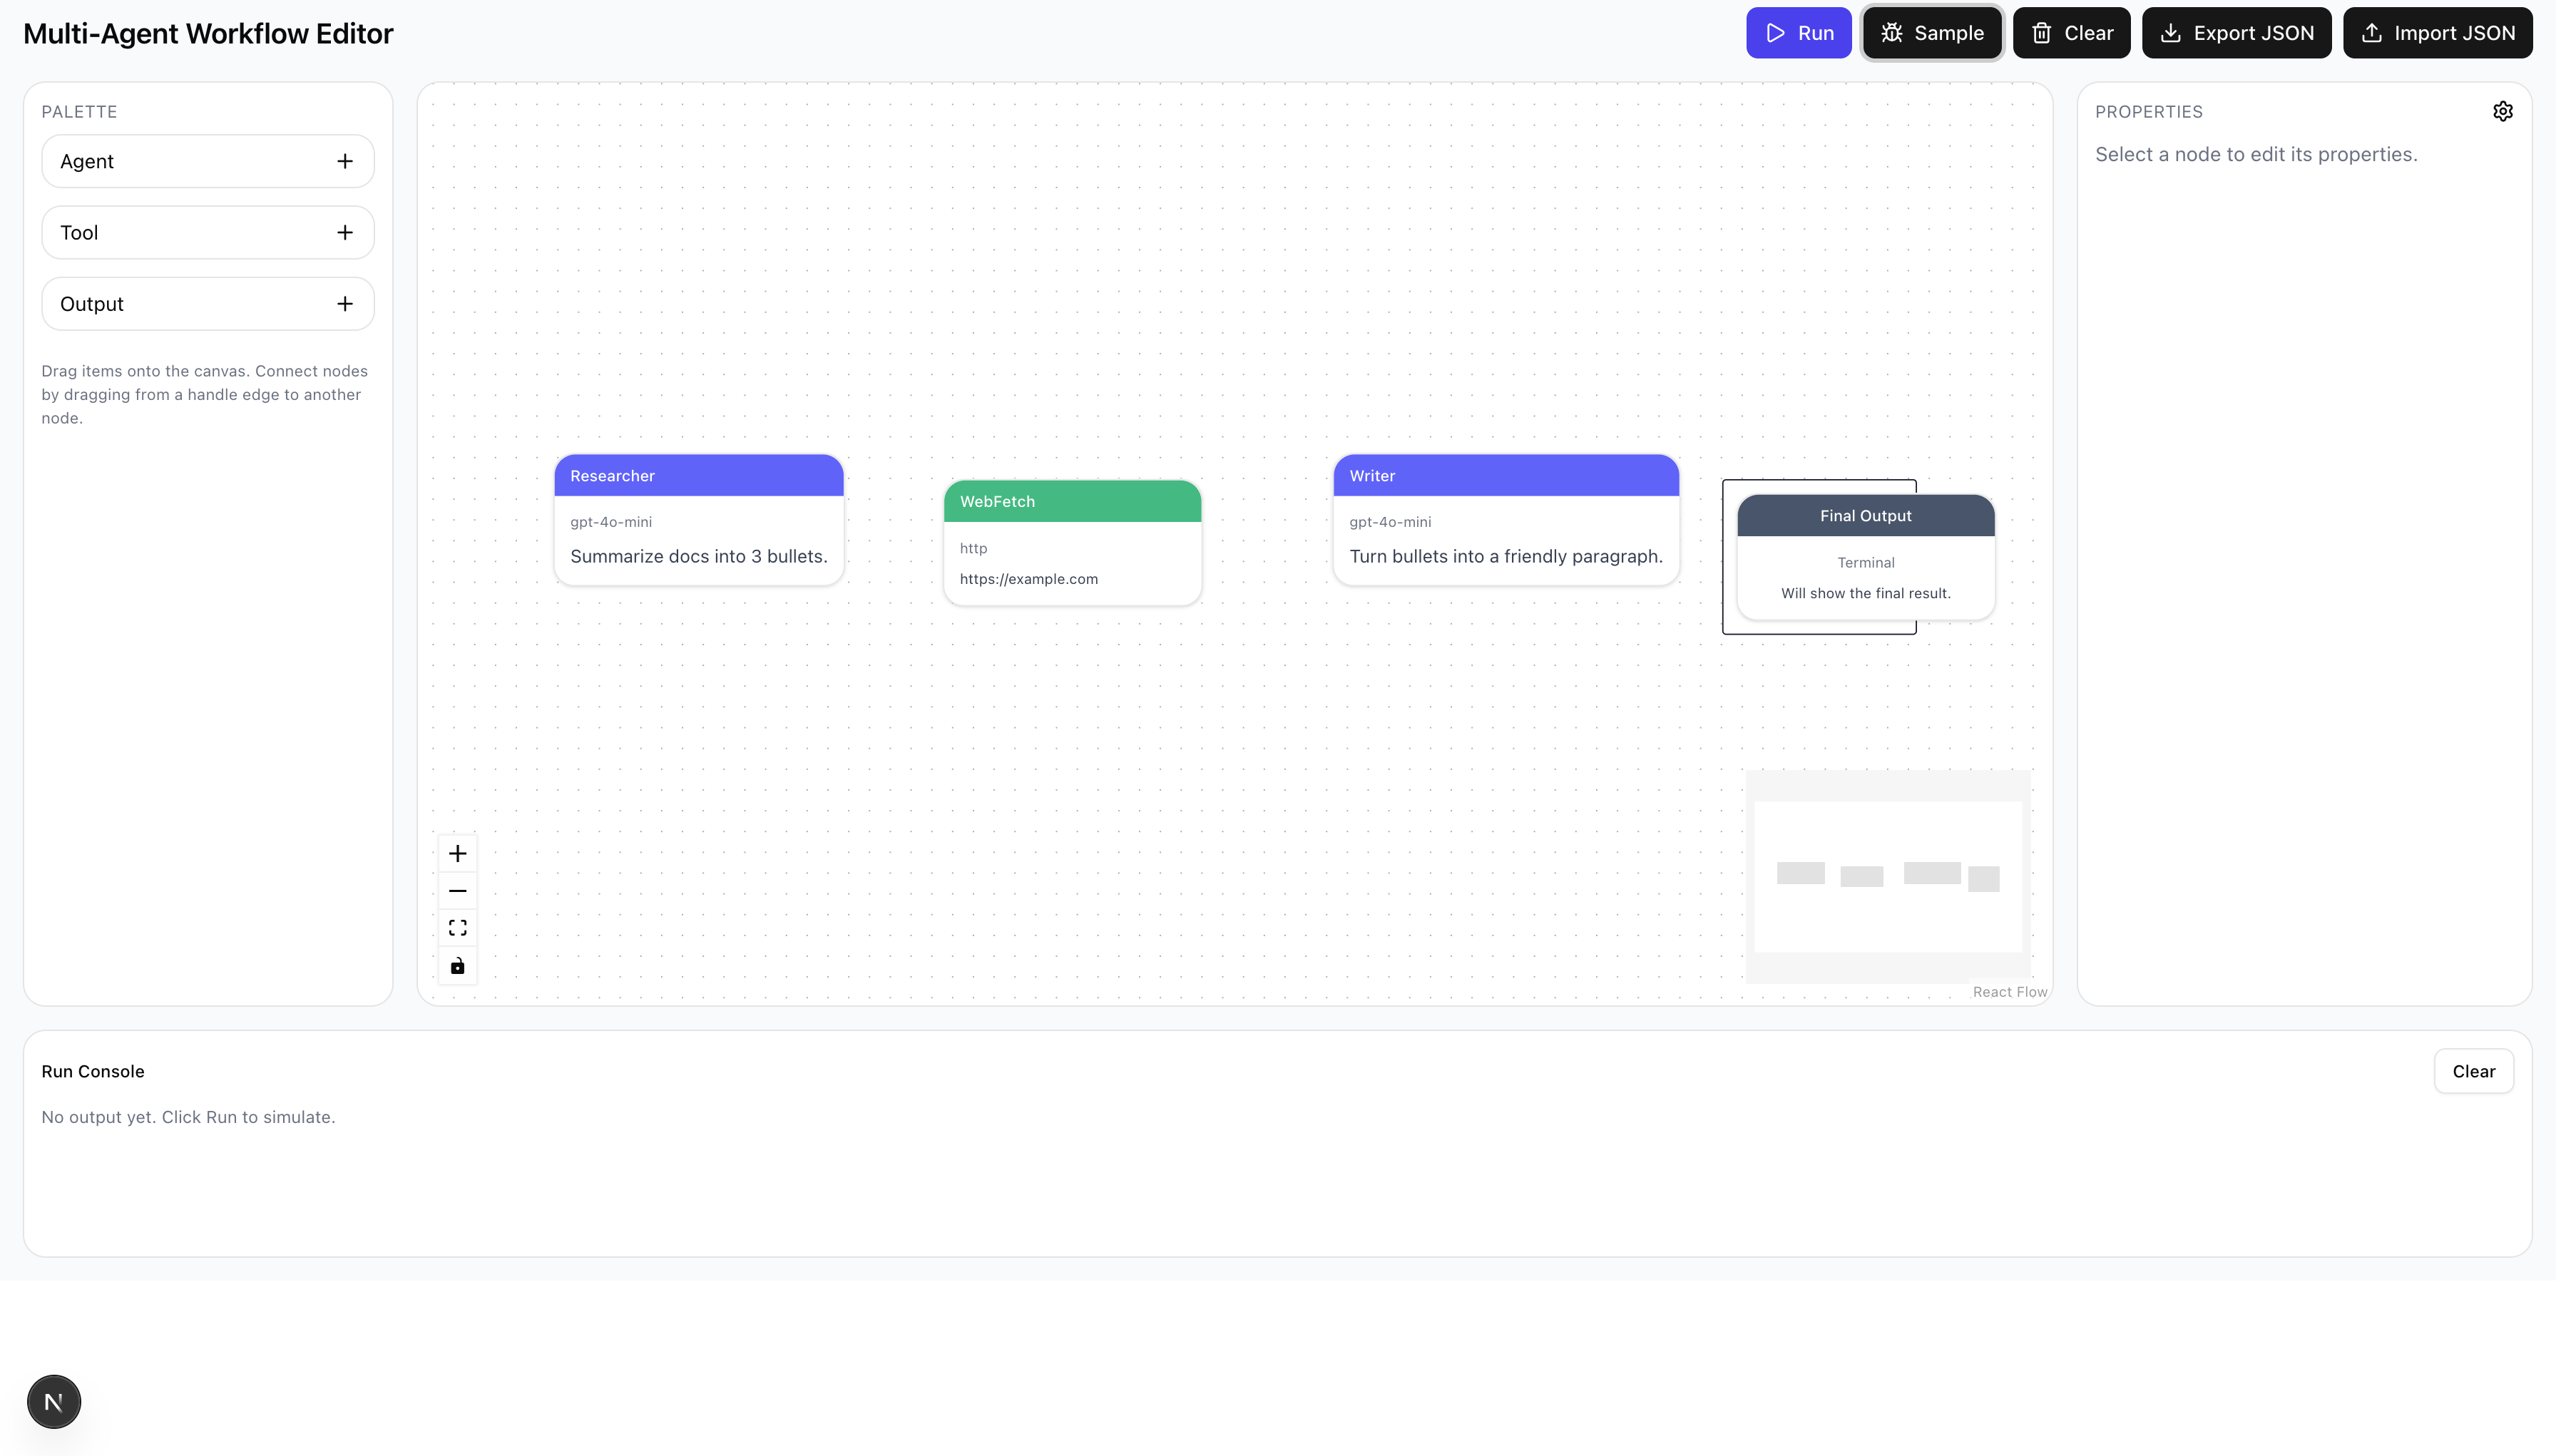 Multi-Agent Workflow Editor
Run
Sample
Clear
Export JSON
Import JSON
PALETTE
Agent
Tool
Output
Drag items onto the canvas. Connect nodes
by dragging from a handle edge to another
node.
Researcher
gpt-4o-mini
Summarize docs into 3 bullets.
WebFetch
http
https://example.com
Writer
gpt-4o-mini
Turn bullets into a friendly paragraph.
Final Output
Terminal
Will show the final result.
React Flow
PROPERTIES
Select a node to edit its properties.
Run Console
Clear
No output yet. Click Run to simulate.
N